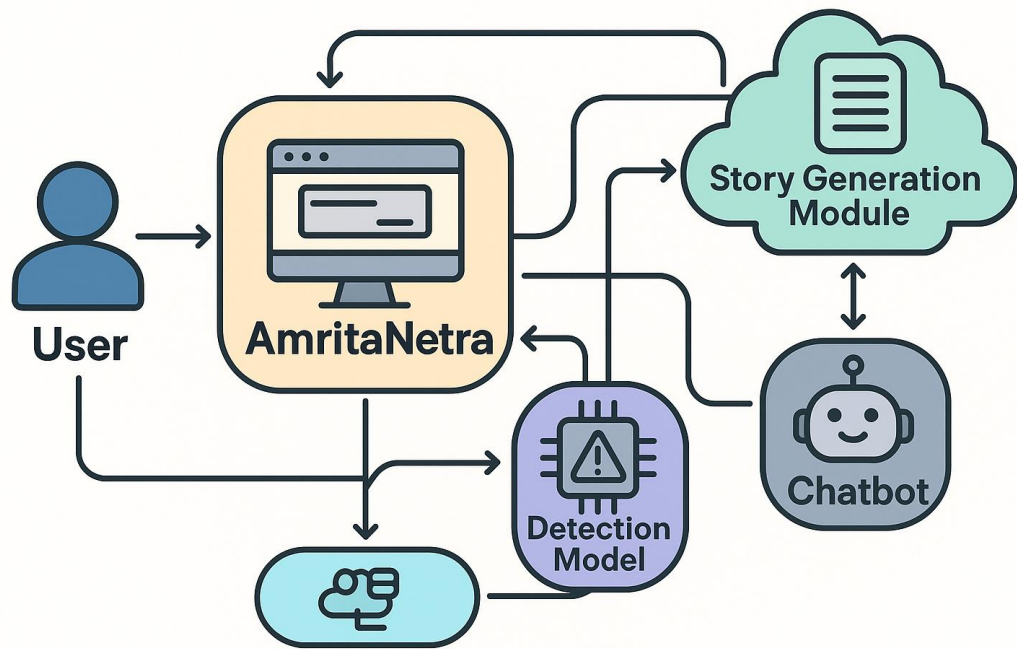 Story Generation
Module
User
AmritaNetra
Detection
Model
Chatbot